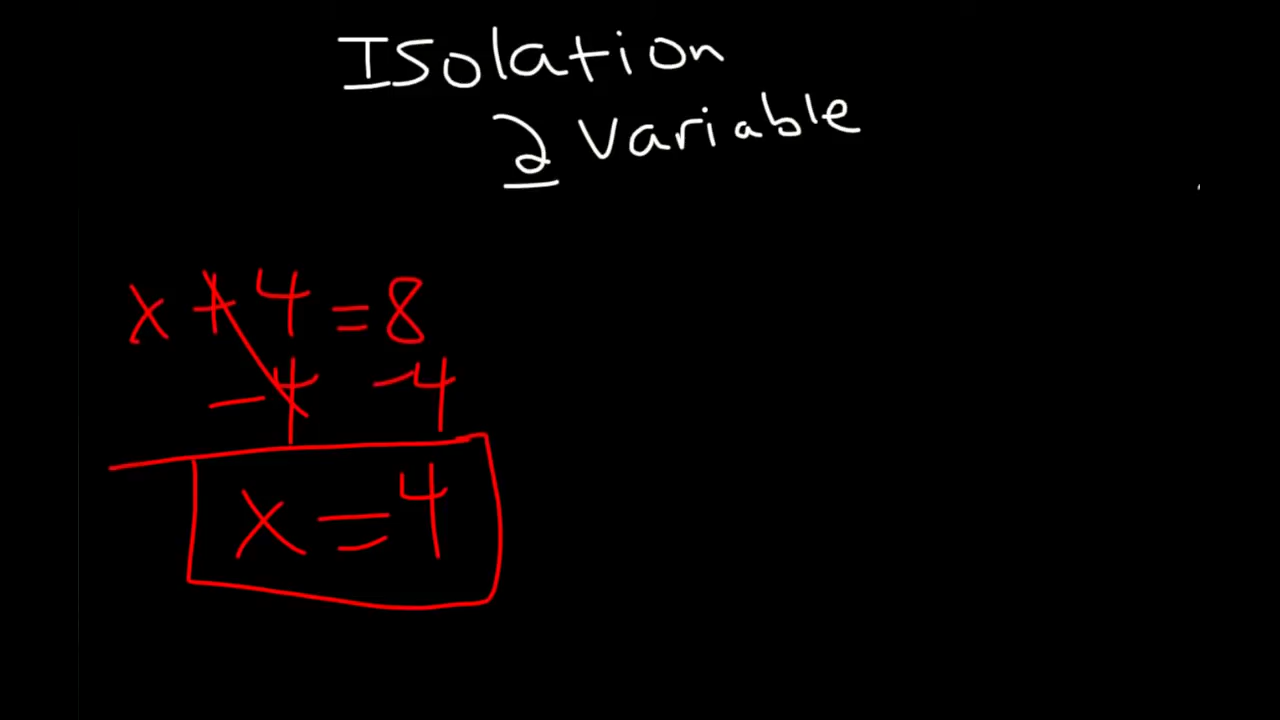 Isolation
2 Variable
x + 4 = 8
- 4 - 4
x = 4